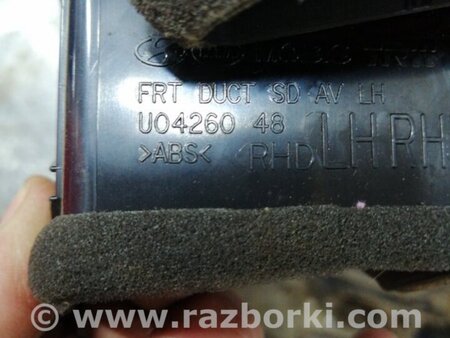 FRT DUCT SD AV LH
U04260 48
>ABS< RHD LH RH
www.razborki.com